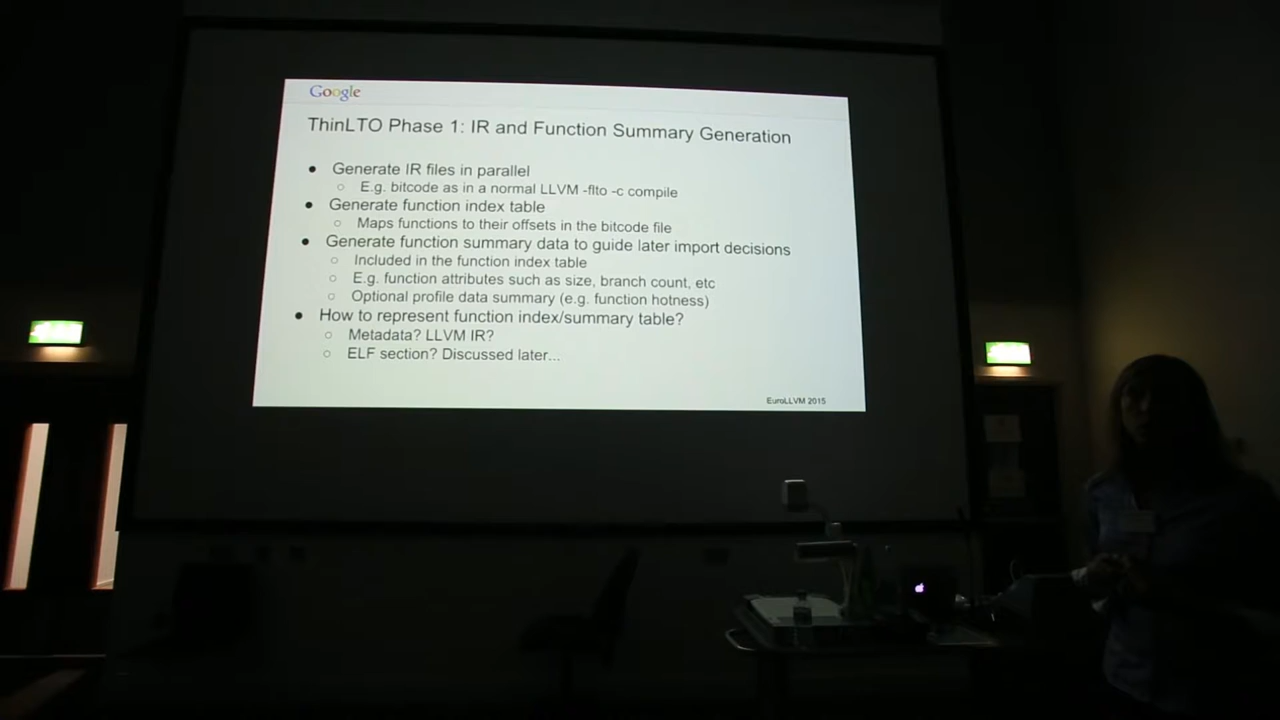 Google
ThinLTO Phase 1: IR and Function Summary Generation
● Generate IR files in parallel
○ E.g. bitcode as in a normal LLVM -flto -c compile
● Generate function index table
○ Maps functions to their offsets in the bitcode file
● Generate function summary data to guide later import decisions
○ Included in the function index table
○ E.g. function attributes such as size, branch count, etc
○ Optional profile data summary (e.g. function hotness)
● How to represent function index/summary table?
○ Metadata? LLVM IR?
○ ELF section? Discussed later...
EuroLLVM 2015